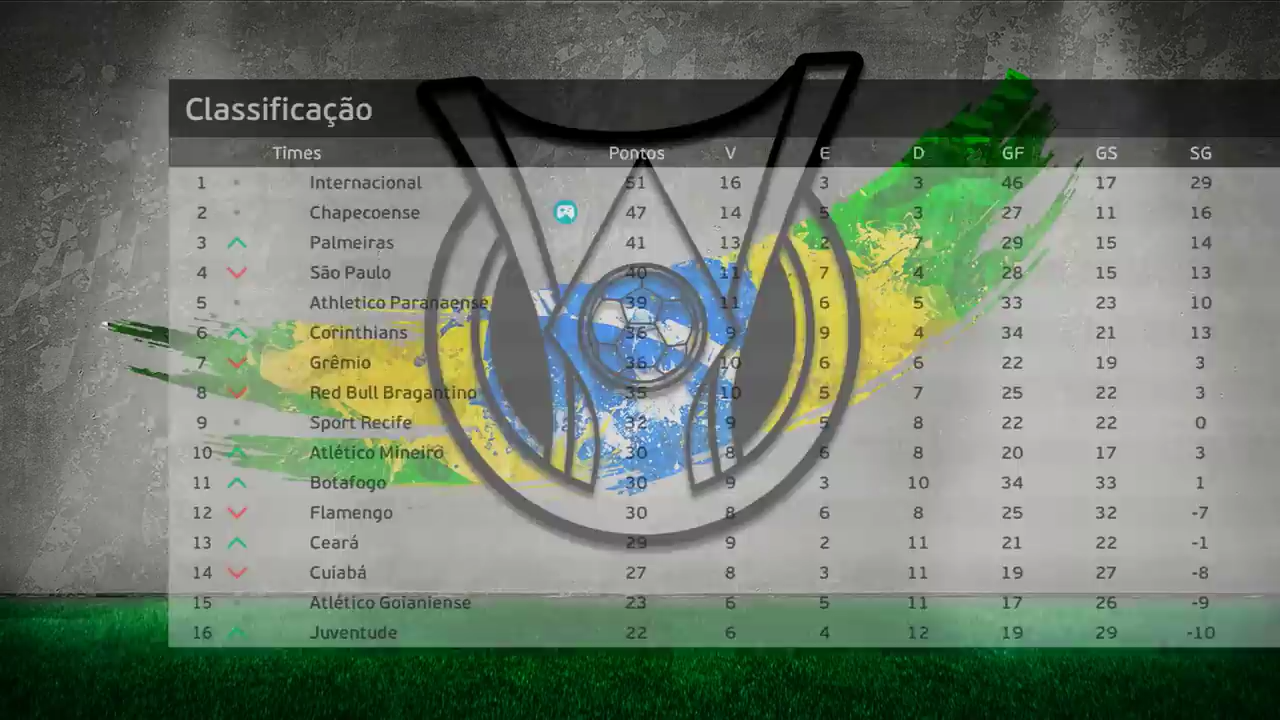 Classificação
Times Pontos V E D GF GS SG
1 Internacional 51 16 3 3 46 17 29
2 Chapecoense 47 14 5 3 27 11 16
3 Palmeiras 41 13 2 7 29 15 14
4 São Paulo 40 11 7 4 28 15 13
5 Athletico Paranaense 39 11 6 5 33 23 10
6 Corinthians 36 9 9 4 34 21 13
7 Grêmio 36 10 6 6 22 19 3
8 Red Bull Bragantino 35 10 5 7 25 22 3
9 Sport Recife 32 9 5 8 22 22 0
10 Atlético Mineiro 30 8 6 8 20 17 3
11 Botafogo 30 9 3 10 34 33 1
12 Flamengo 30 8 6 8 25 32 -7
13 Ceará 29 9 2 11 21 22 -1
14 Cuiabá 27 8 3 11 19 27 -8
15 Atlético Goianiense 23 6 5 11 17 26 -9
16 Juventude 22 6 4 12 19 29 -10